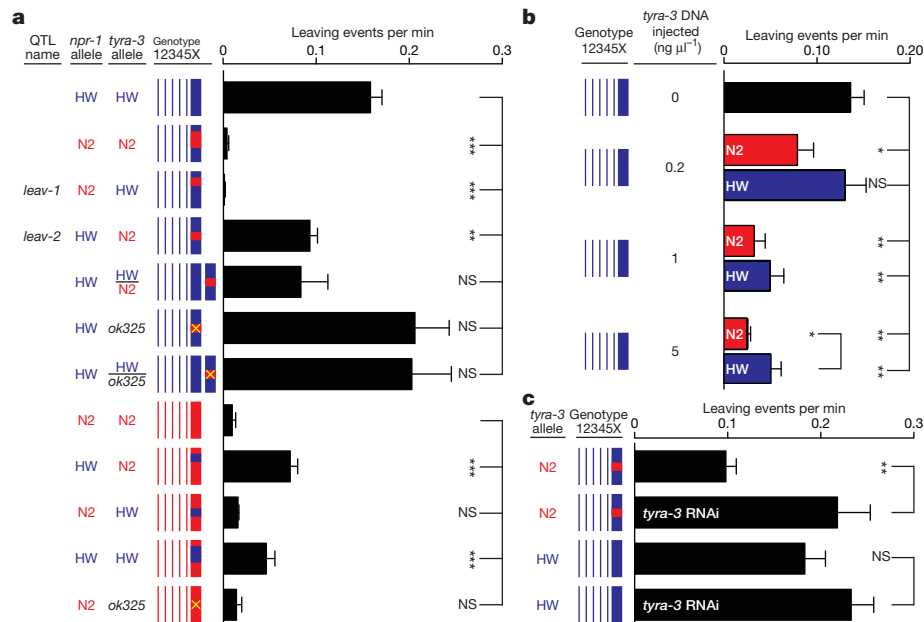 a
QTL name
npr-1 allele
tyra-3 allele
Genotype 12345X
Leaving events per min
0 0.1 0.2 0.3
HW HW
N2 N2 ***
leav-1 N2 HW ***
leav-2 HW N2 **
HW HW/N2 NS
HW ok325 NS
HW HW/ok325 NS
N2 N2
HW N2 ***
N2 HW NS
HW HW ***
N2 ok325 NS
b
Genotype 12345X
tyra-3 DNA injected (ng μl⁻¹)
Leaving events per min
0 0.10 0.20
0
0.2 N2 *
HW NS
1 N2 **
HW **
5 N2 * **
HW **
c
tyra-3 allele
Genotype 12345X
Leaving events per min
0 0.1 0.2 0.3
N2 **
N2 tyra-3 RNAi
HW NS
HW tyra-3 RNAi